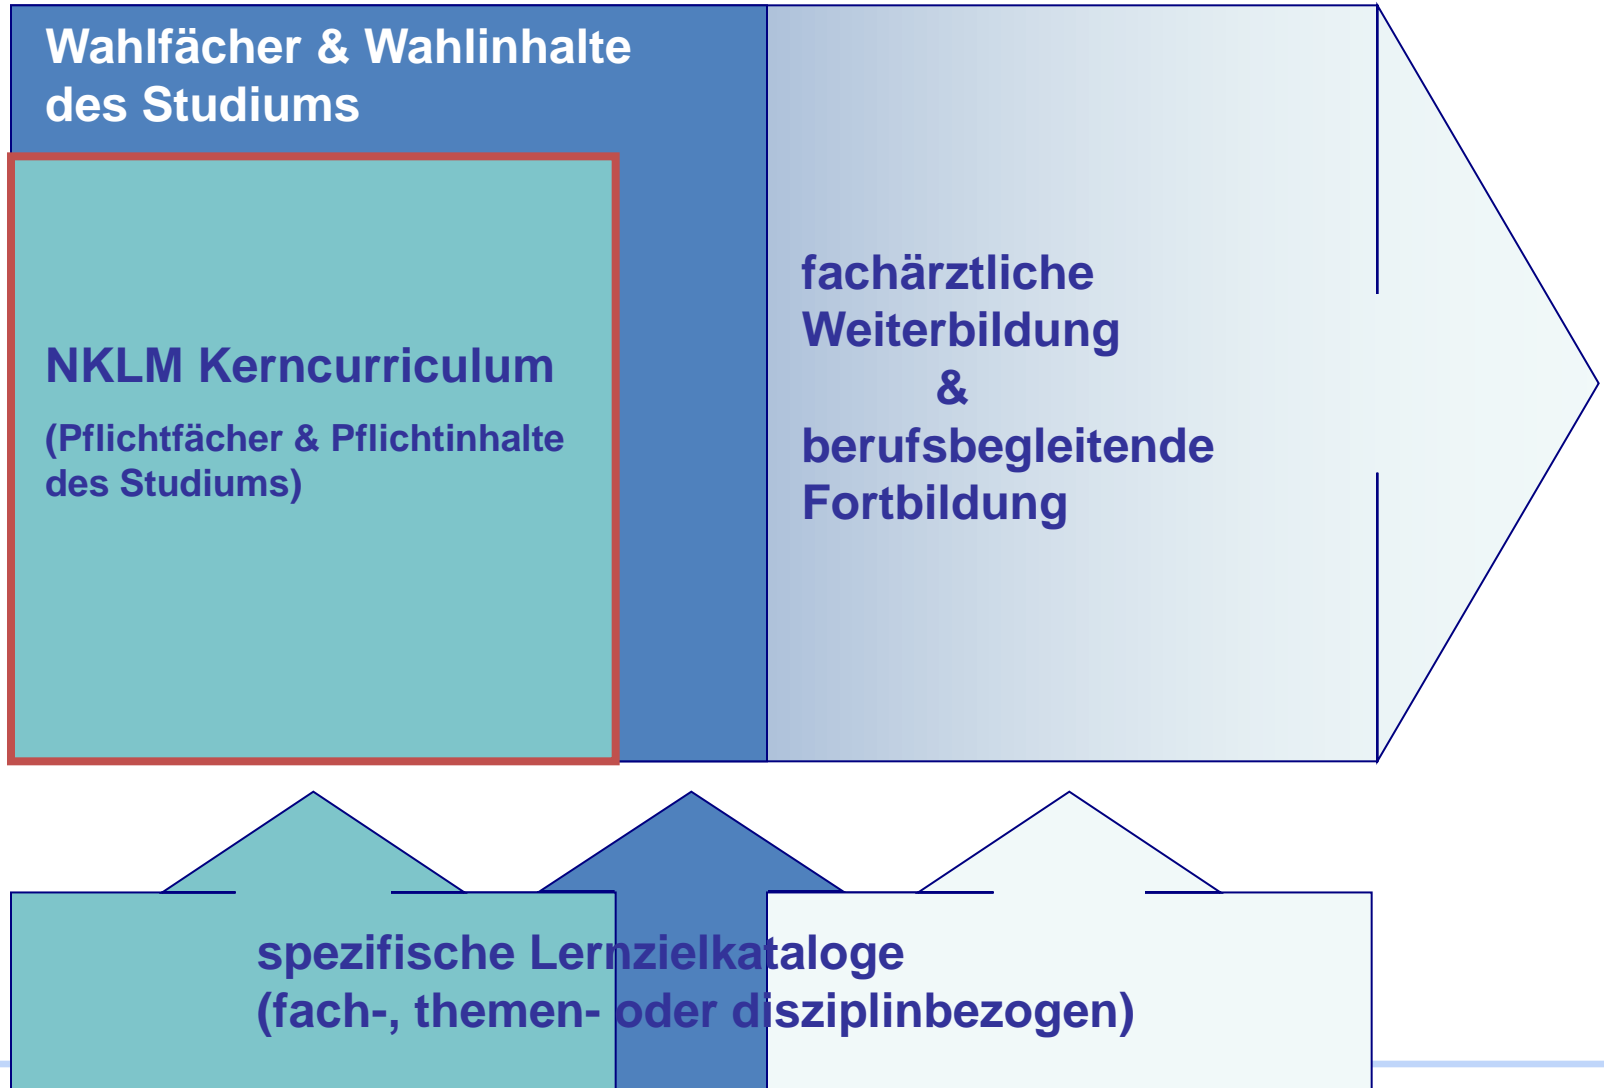 Wahlfächer & Wahlinhalte
des Studiums
NKLM Kerncurriculum
(Pflichtfächer & Pflichtinhalte
des Studiums)
fachärztliche
Weiterbildung
&
berufsbegleitende
Fortbildung
spezifische Lernzielkataloge
(fach-, themen- oder disziplinbezogen)